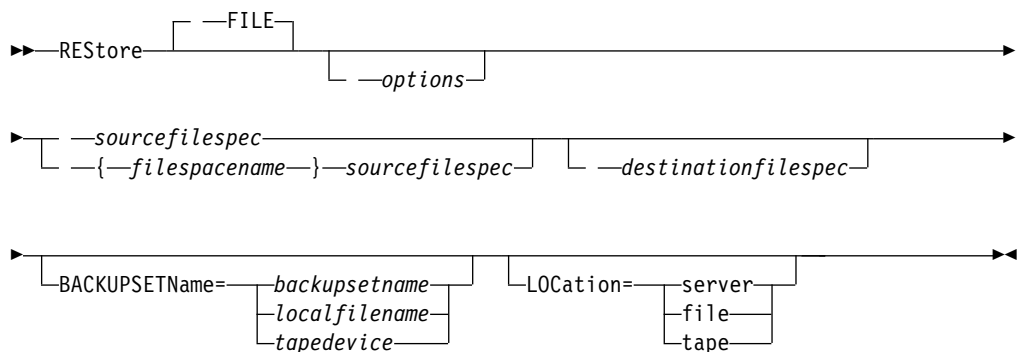 FILE
REStore
options
sourcefilespec
{ filespacename } sourcefilespec
destinationfilespec
BACKUPSETName= backupsetname
localfilename
tapedevice
LOCation= server
file
tape